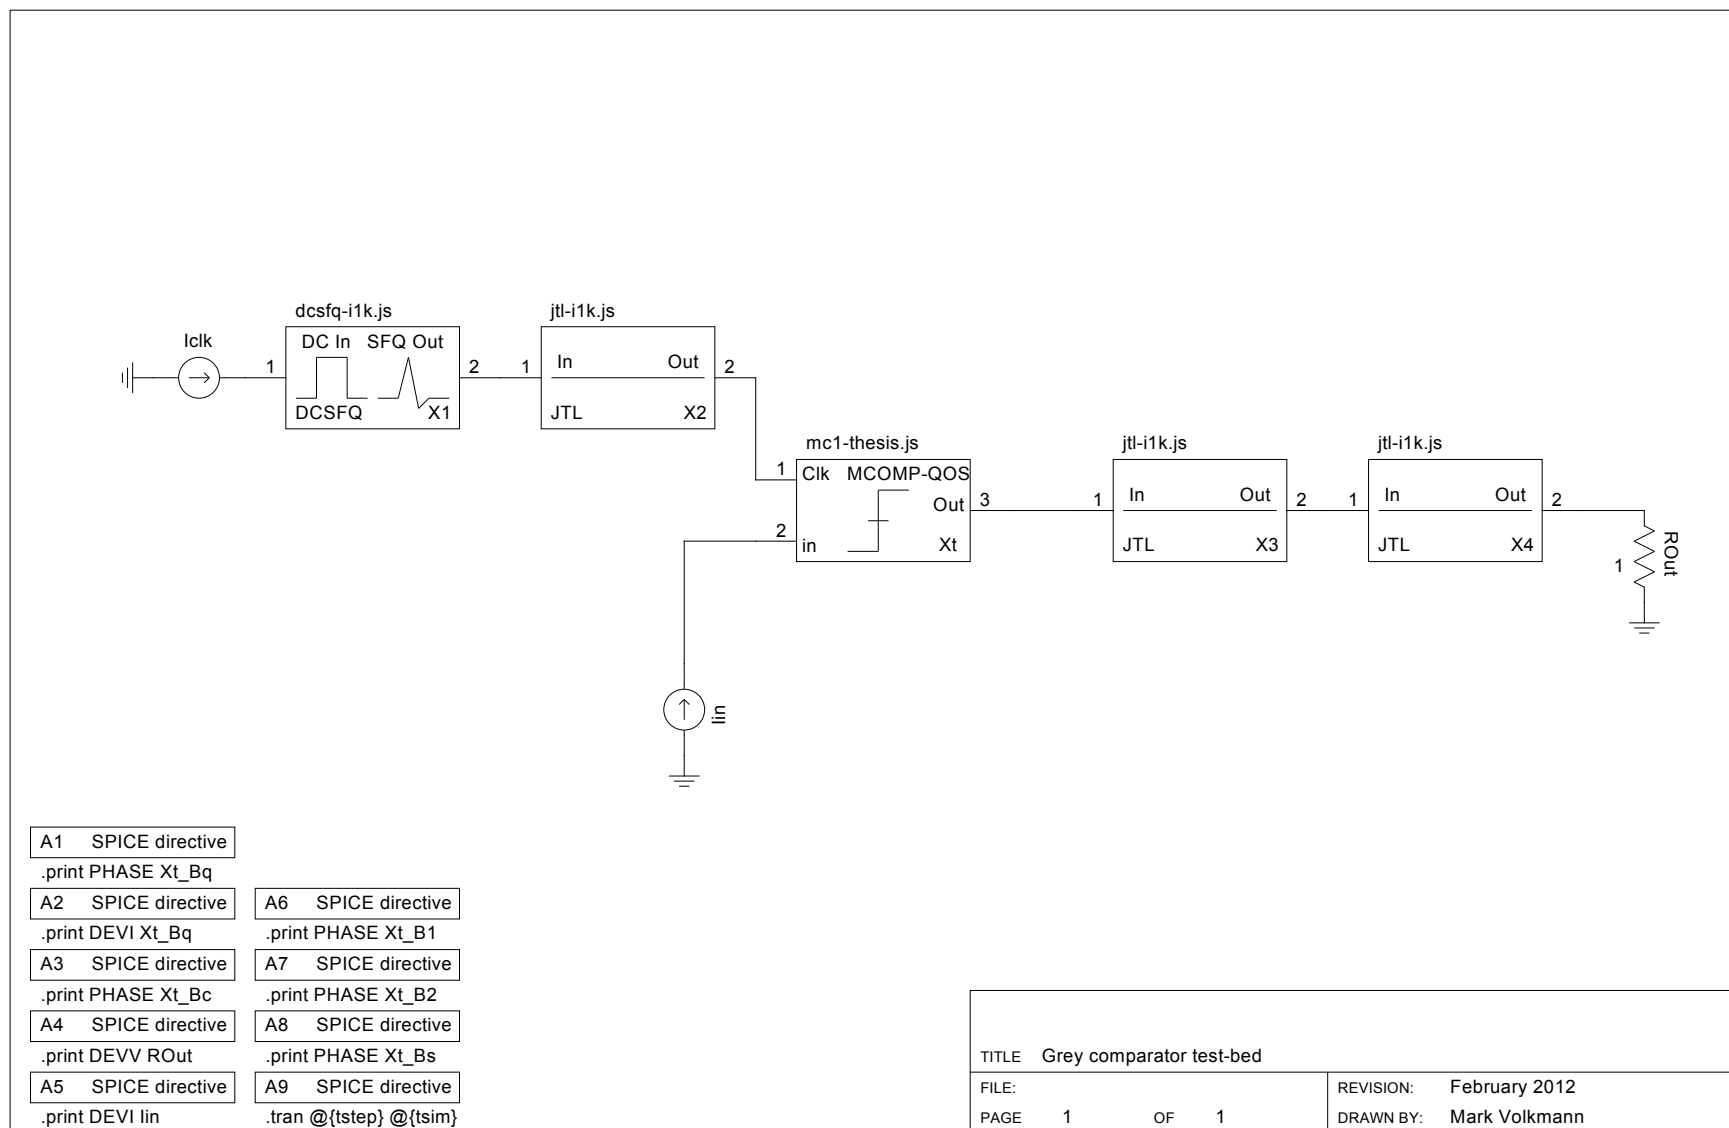 dcsfq-i1k.js
jtl-i1k.js
Iclk
1
DC In SFQ Out
2
DCSFQ X1
1
In Out
2
JTL X2
mc1-thesis.js
jtl-i1k.js
jtl-i1k.js
1
Clk MCOMP-QOS
Out
3
2
in Xt
1
In Out
2
JTL X3
1
In Out
2
JTL X4
1
ROut
Iin
A1 SPICE directive
.print PHASE Xt_Bq
A2 SPICE directive
.print DEVI Xt_Bq
A3 SPICE directive
.print PHASE Xt_Bc
A4 SPICE directive
.print DEVV ROut
A5 SPICE directive
.print DEVI Iin
A6 SPICE directive
.print PHASE Xt_B1
A7 SPICE directive
.print PHASE Xt_B2
A8 SPICE directive
.print PHASE Xt_Bs
A9 SPICE directive
.tran @{tstep} @{tsim}
TITLE Grey comparator test-bed
FILE:
REVISION: February 2012
PAGE 1 OF 1
DRAWN BY: Mark Volkmann